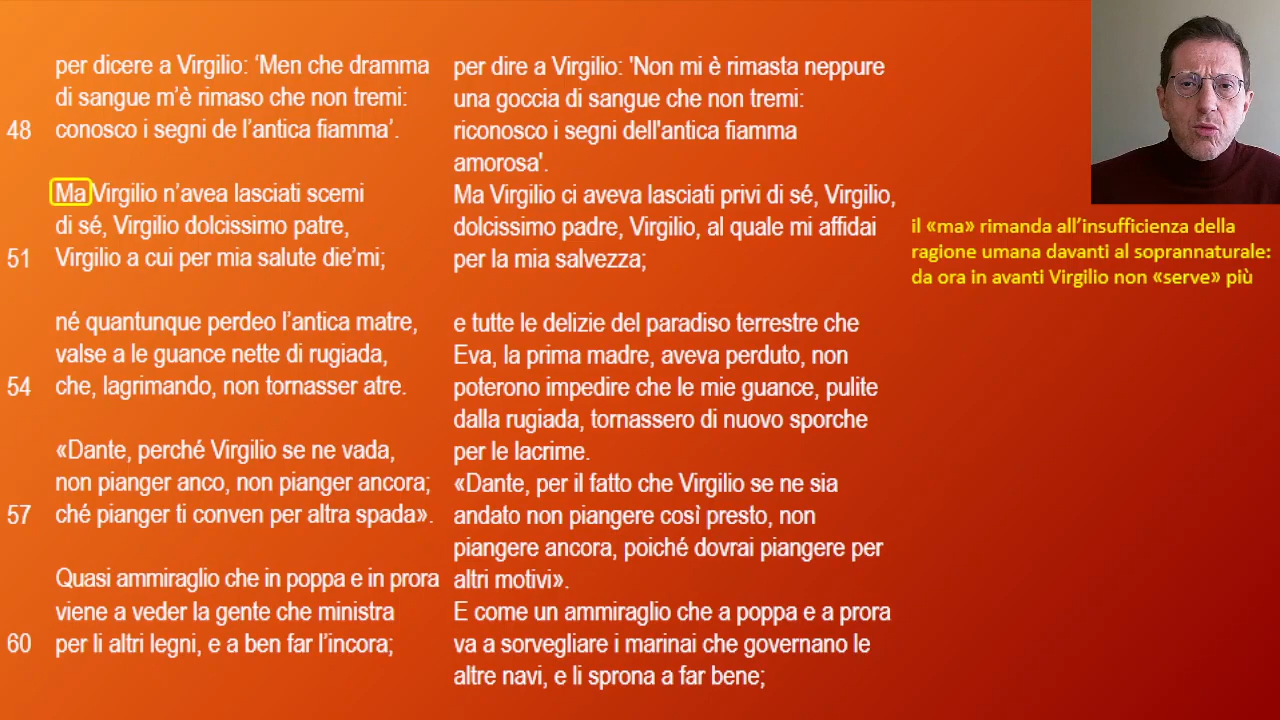 per dicere a Virgilio: ‘Men che dramma
di sangue m’è rimaso che non tremi:
48 conosco i segni de l’antica fiamma’.
Ma Virgilio n’avea lasciati scemi
di sé, Virgilio dolcissimo patre,
51 Virgilio a cui per mia salute die’mi;
né quantunque perdeo l’antica matre,
valse a le guance nette di rugiada,
54 che, lagrimando, non tornasser atre.
«Dante, perché Virgilio se ne vada,
non pianger anco, non pianger ancora;
57 ché pianger ti conven per altra spada».
Quasi ammiraglio che in poppa e in prora
viene a veder la gente che ministra
60 per li altri legni, e a ben far l’incora;
per dire a Virgilio: 'Non mi è rimasta neppure
una goccia di sangue che non tremi:
riconosco i segni dell'antica fiamma
amorosa'.
Ma Virgilio ci aveva lasciati privi di sé, Virgilio,
dolcissimo padre, Virgilio, al quale mi affidai
per la mia salvezza;
e tutte le delizie del paradiso terrestre che
Eva, la prima madre, aveva perduto, non
poterono impedire che le mie guance, pulite
dalla rugiada, tornassero di nuovo sporche
per le lacrime.
«Dante, per il fatto che Virgilio se ne sia
andato non piangere così presto, non
piangere ancora, poiché dovrai piangere per
altri motivi».
E come un ammiraglio che a poppa e a prora
va a sorvegliare i marinai che governano le
altre navi, e li sprona a far bene;
il «ma» rimanda all’insufficienza della
ragione umana davanti al soprannaturale:
da ora in avanti Virgilio non «serve» più